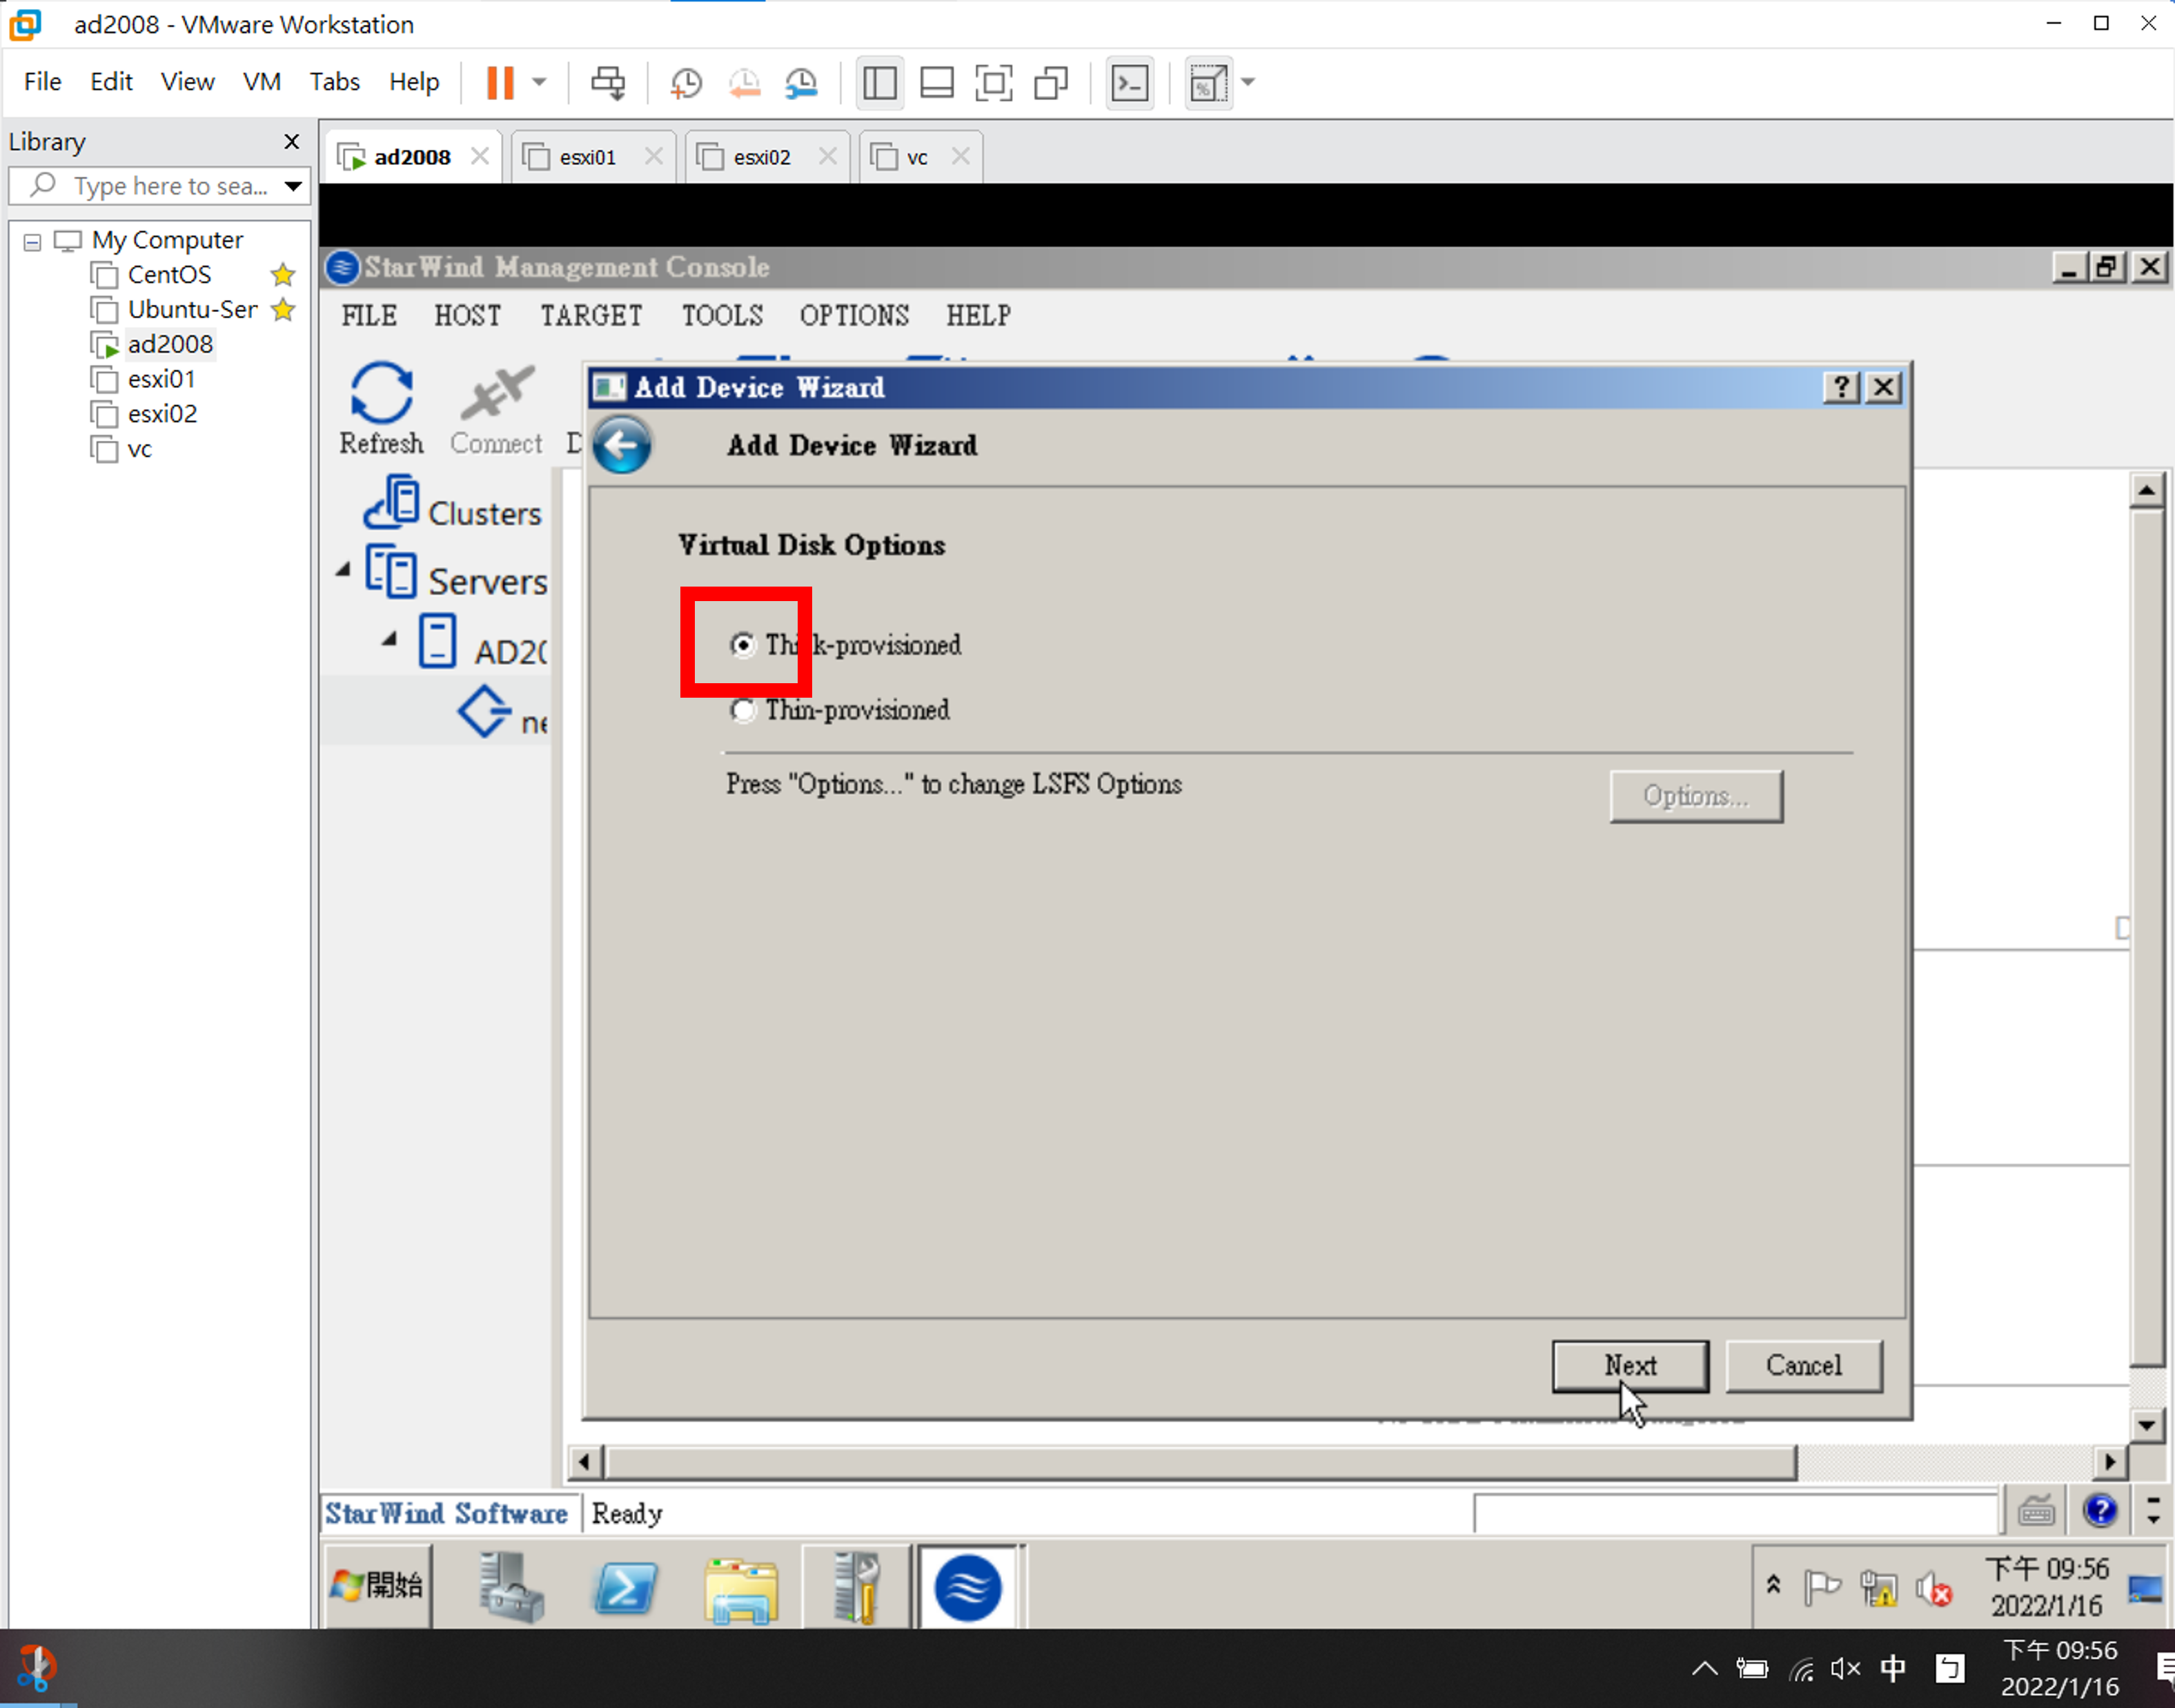 ad2008 - VMware Workstation
File Edit View VM Tabs Help
Library
ad2008 esxi01 esxi02 vc
Type here to sea...
My Computer
CentOS
Ubuntu-Ser
ad2008
esxi01
esxi02
vc
StarWind Management Console
FILE HOST TARGET TOOLS OPTIONS HELP
Refresh Connect D
Clusters
Servers
AD20
ne
Add Device Wizard
Add Device Wizard
Virtual Disk Options
Thick-provisioned
Thin-provisioned
Press "Options..." to change LSFS Options
Options...
D
Next Cancel
StarWind Software Ready
開始
下午 09:56
2022/1/16
中
ㄅ
下午 09:56
2022/1/16